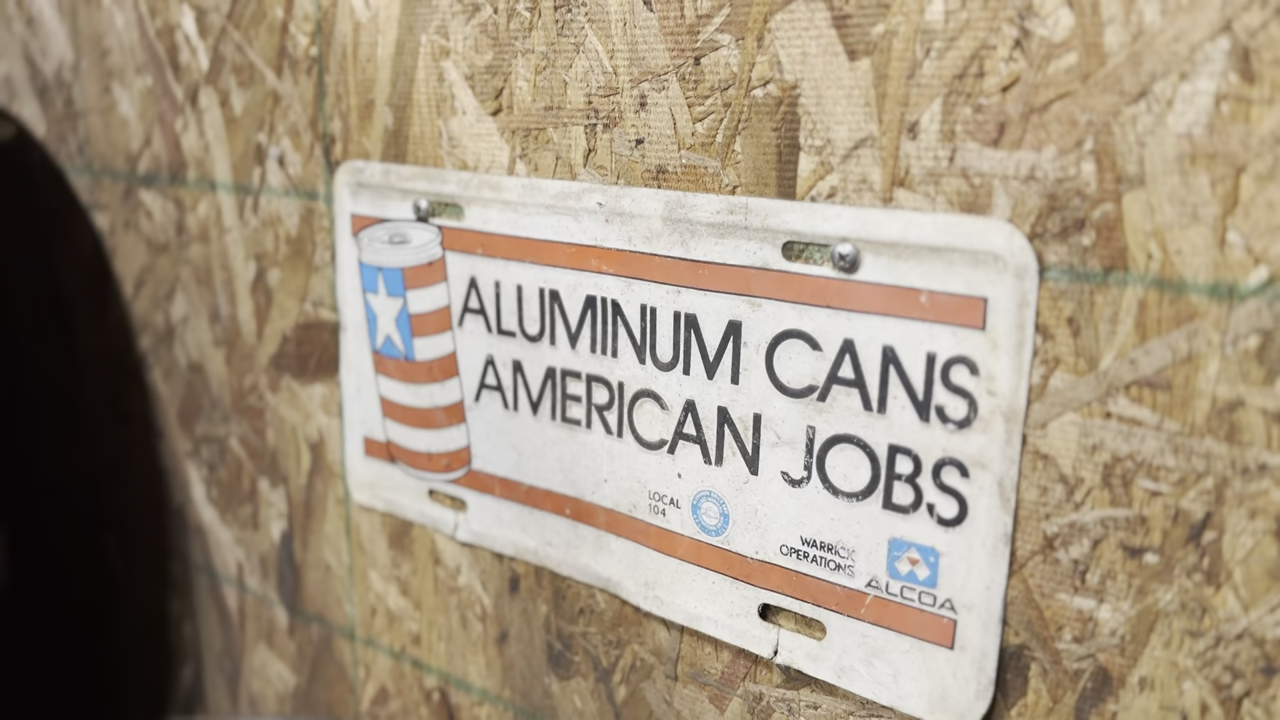 ALUMINUM CANS
AMERICAN JOBS
LOCAL
104
WARRICK
OPERATIONS
ALCOA